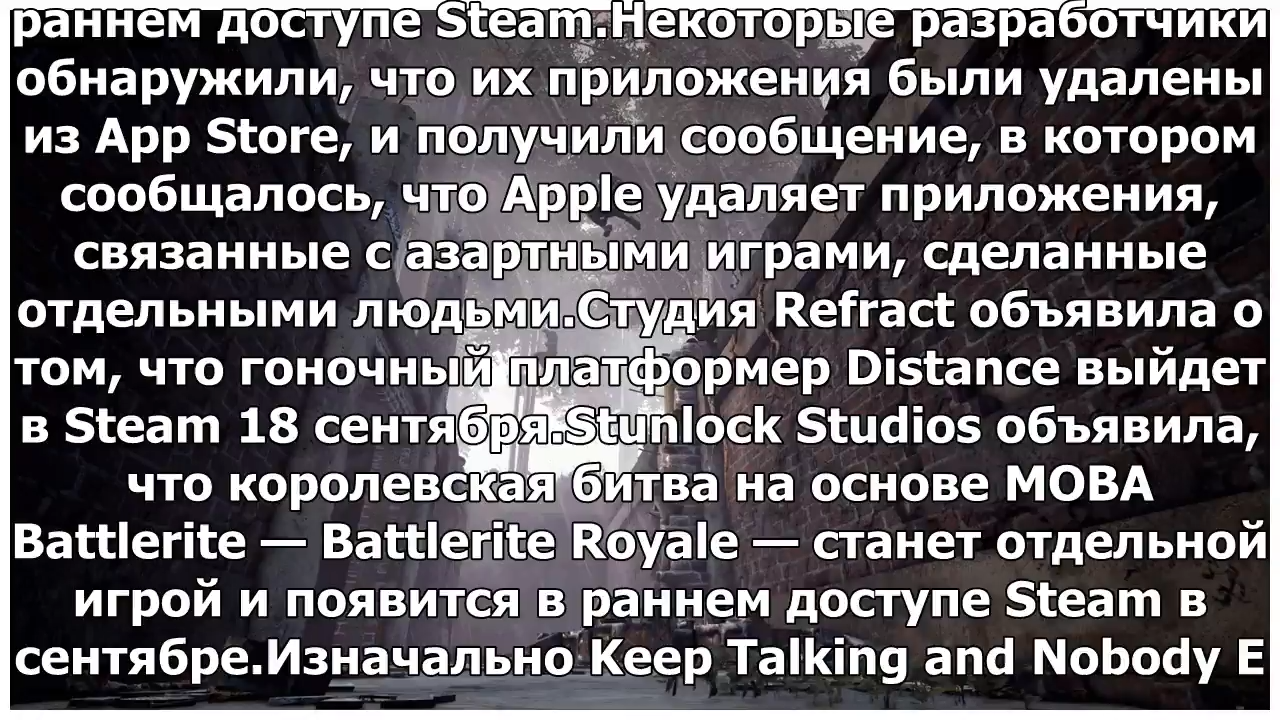 раннем доступе Steam.Некоторые разработчики
обнаружили, что их приложения были удалены
из App Store, и получили сообщение, в котором
сообщалось, что Apple удаляет приложения,
связанные с азартными играми, сделанные
отдельными людьми.Студия Refract объявила о
том, что гоночный платформер Distance выйдет
в Steam 18 сентября.Stunlock Studios объявила,
что королевская битва на основе MOBA
Battlerite — Battlerite Royale — станет отдельной
игрой и появится в раннем доступе Steam в
сентябре.Изначально Keep Talking and Nobody E